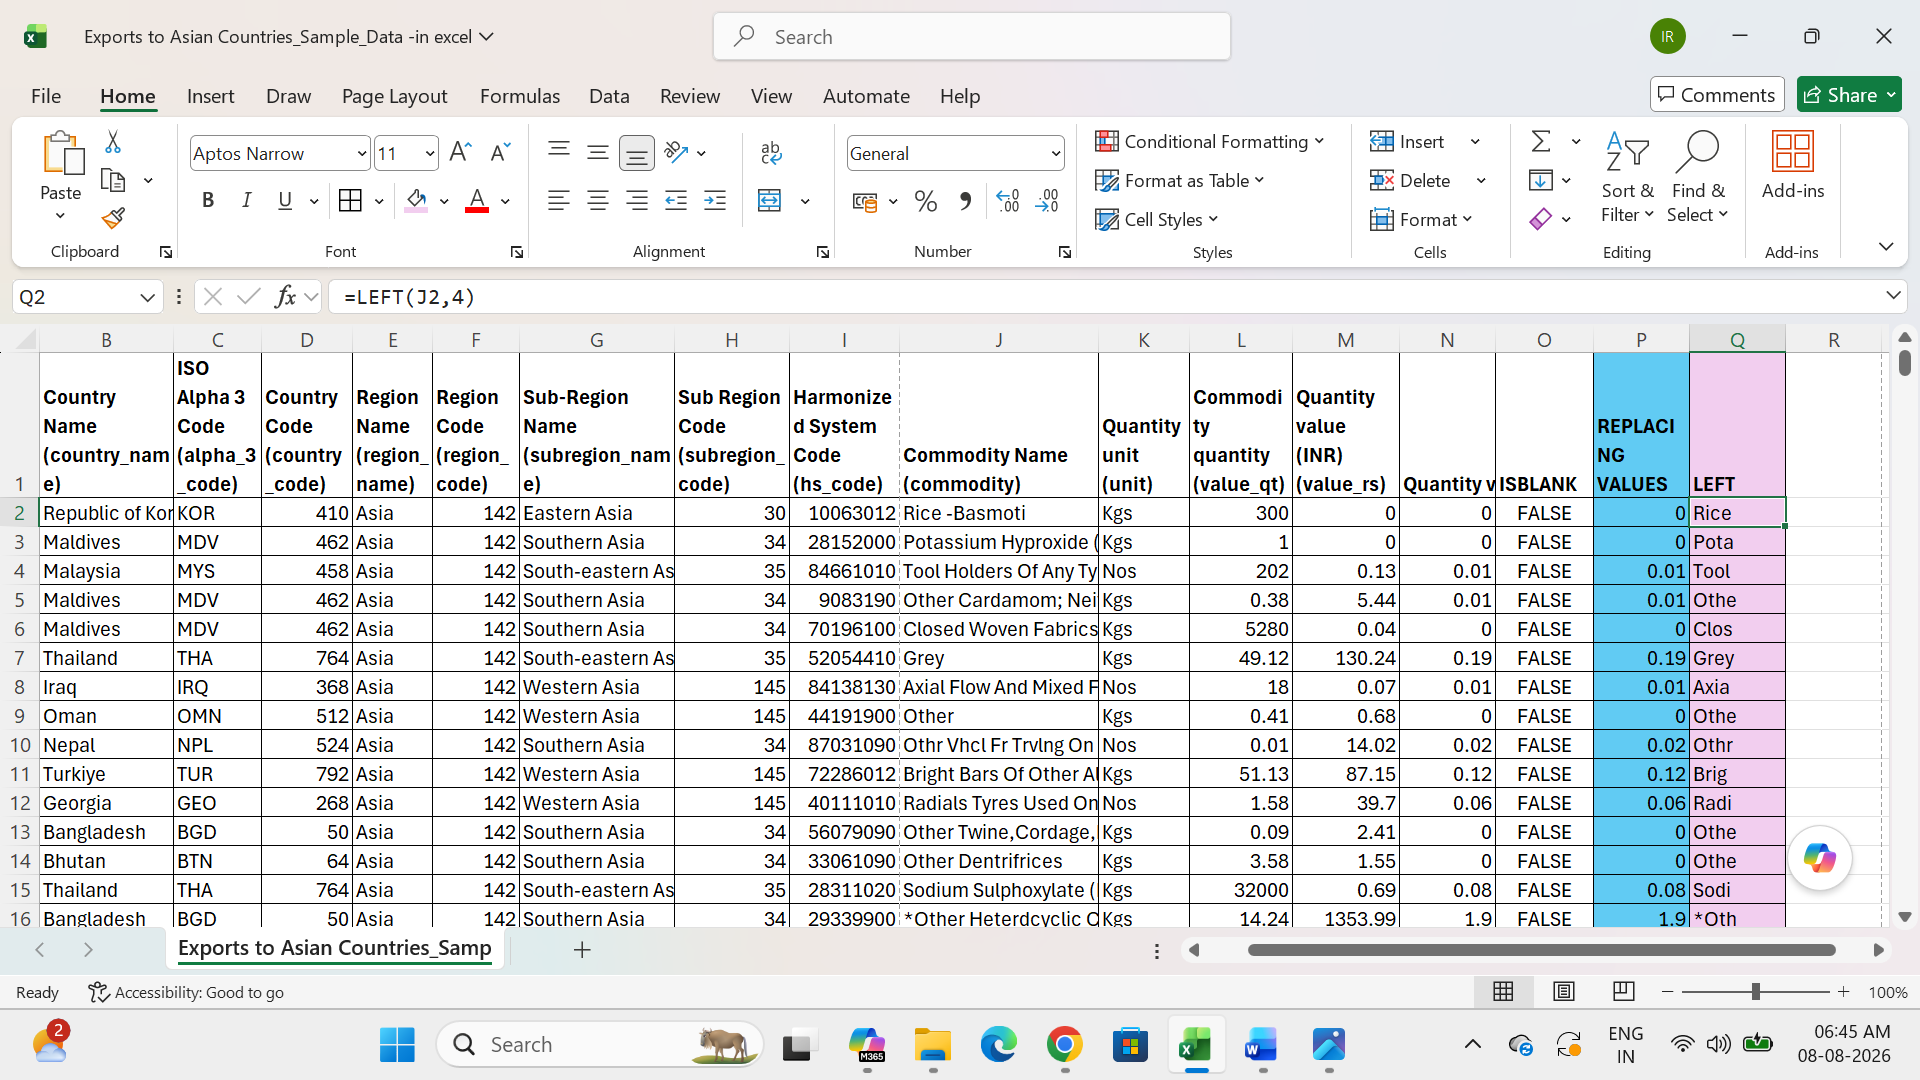 Exports to Asian Countries_Sample_Data -in excel
Search
IR
File Home Insert Draw Page Layout Formulas Data Review View Automate Help
Comments Share
Paste
Clipboard
Aptos Narrow 11
B I U
Font
ab
Alignment
General
% , .00
Number
Conditional Formatting
Format as Table
Cell Styles
Styles
Insert
Delete
Format
Cells
Sort & Filter
Find & Select
Editing
Add-ins
Add-ins
Q2 fx =LEFT(J2,4)
B C D E F G H I J K L M N O P Q R
1 Country Name (country_name) ISO Alpha 3 Code (alpha_3_code) Country Code (country_code) Region Name (region_name) Region Code (region_code) Sub-Region Name (subregion_name) Sub Region Code (subregion_code) Harmonized System Code (hs_code) Commodity Name (commodity) Quantity unit (unit) Commodity quantity (value_qt) Quantity value (INR) (value_rs) Quantity v ISBLANK REPLACING VALUES LEFT
2 Republic of Kor KOR 410 Asia 142 Eastern Asia 30 10063012 Rice -Basmoti Kgs 300 0 0 FALSE 0 Rice
3 Maldives MDV 462 Asia 142 Southern Asia 34 28152000 Potassium Hyproxide ( Kgs 1 0 0 FALSE 0 Pota
4 Malaysia MYS 458 Asia 142 South-eastern As 35 84661010 Tool Holders Of Any Ty Nos 202 0.13 0.01 FALSE 0.01 Tool
5 Maldives MDV 462 Asia 142 Southern Asia 34 9083190 Other Cardamom; Nei Kgs 0.38 5.44 0.01 FALSE 0.01 Othe
6 Maldives MDV 462 Asia 142 Southern Asia 34 70196100 Closed Woven Fabrics Kgs 5280 0.04 0 FALSE 0 Clos
7 Thailand THA 764 Asia 142 South-eastern As 35 52054410 Grey Kgs 49.12 130.24 0.19 FALSE 0.19 Grey
8 Iraq IRQ 368 Asia 142 Western Asia 145 84138130 Axial Flow And Mixed F Nos 18 0.07 0.01 FALSE 0.01 Axia
9 Oman OMN 512 Asia 142 Western Asia 145 44191900 Other Kgs 0.41 0.68 0 FALSE 0 Othe
10 Nepal NPL 524 Asia 142 Southern Asia 34 87031090 Othr Vhcl Fr Trvlng On Nos 0.01 14.02 0.02 FALSE 0.02 Othr
11 Turkiye TUR 792 Asia 142 Western Asia 145 72286012 Bright Bars Of Other Al Kgs 51.13 87.15 0.12 FALSE 0.12 Brig
12 Georgia GEO 268 Asia 142 Western Asia 145 40111010 Radials Tyres Used On Nos 1.58 39.7 0.06 FALSE 0.06 Radi
13 Bangladesh BGD 50 Asia 142 Southern Asia 34 56079090 Other Twine,Cordage, Kgs 0.09 2.41 0 FALSE 0 Othe
14 Bhutan BTN 64 Asia 142 Southern Asia 34 33061090 Other Dentrifrices Kgs 3.58 1.55 0 FALSE 0 Othe
15 Thailand THA 764 Asia 142 South-eastern As 35 28311020 Sodium Sulphoxylate ( Kgs 32000 0.69 0.08 FALSE 0.08 Sodi
16 Bangladesh BGD 50 Asia 142 Southern Asia 34 29339900 *Other Heterdcyclic C Kgs 14.24 1353.99 1.9 FALSE 1.9 *Oth
Exports to Asian Countries_Samp
Ready Accessibility: Good to go 100%
2 Search M365 ENG
IN
06:45 AM
08-08-2026